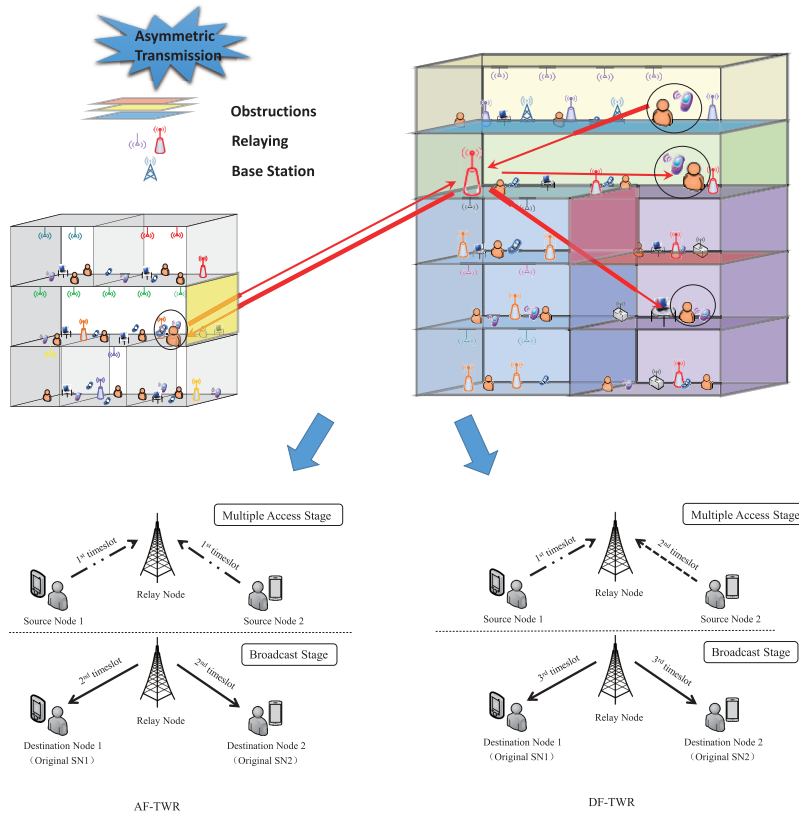 Asymmetric
Transmission
Obstructions
Relaying
Base Station
Multiple Access Stage
1st timeslot
1st timeslot
Relay Node
Source Node 1
Source Node 2
Broadcast Stage
2nd timeslot
2nd timeslot
Relay Node
Destination Node 1
(Original SN1)
Destination Node 2
(Original SN2)
AF-TWR
Multiple Access Stage
1st timeslot
2nd timeslot
Relay Node
Source Node 1
Source Node 2
Broadcast Stage
3rd timeslot
3rd timeslot
Relay Node
Destination Node 1
(Original SN1)
Destination Node 2
(Original SN2)
DF-TWR